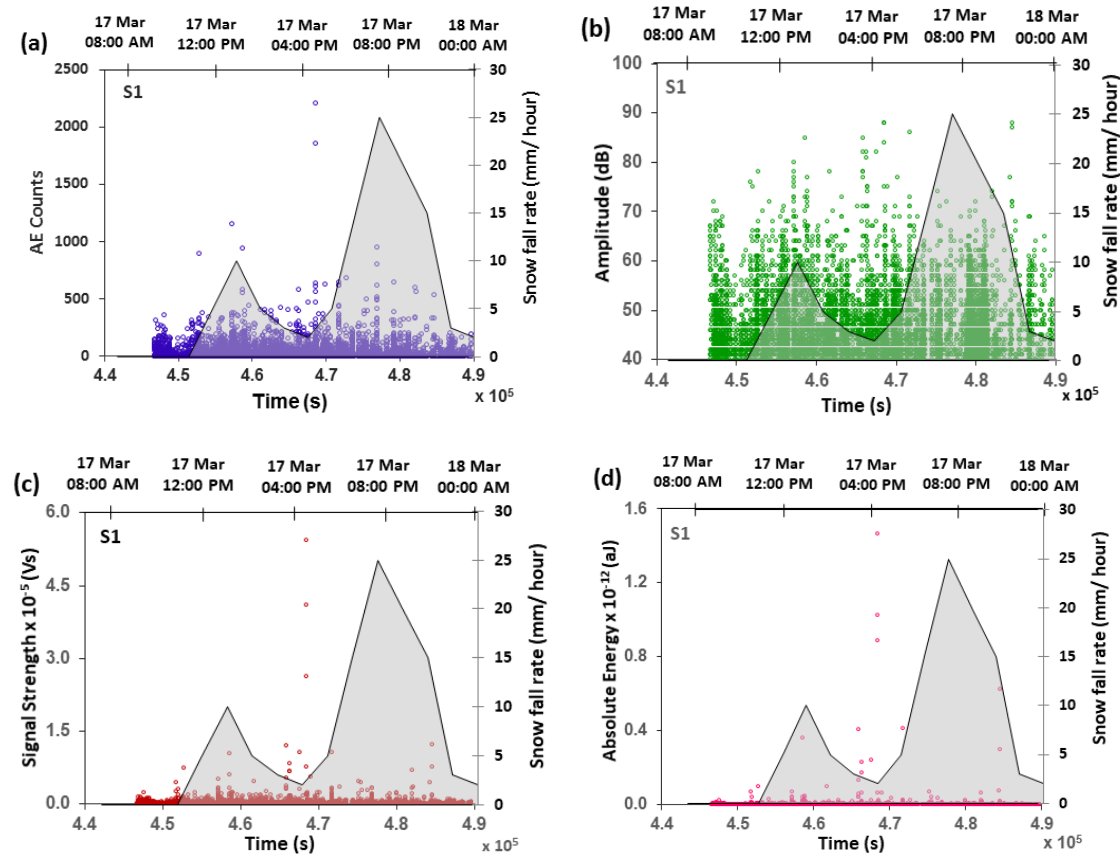 (a)
17 Mar 17 Mar 17 Mar 17 Mar 18 Mar
08:00 AM 12:00 PM 04:00 PM 08:00 PM 00:00 AM
S1
AE Counts
2500
2000
1500
1000
500
0
Snow fall rate (mm/ hour)
30
25
20
15
10
5
0
4.4 4.5 4.6 4.7 4.8 4.9
Time (s)
x 10⁵
(b)
17 Mar 17 Mar 17 Mar 17 Mar 18 Mar
08:00 AM 12:00 PM 04:00 PM 08:00 PM 00:00 AM
S1
Amplitude (dB)
100
90
80
70
60
50
40
Snow fall rate (mm/ hour)
30
25
20
15
10
5
0
4.4 4.5 4.6 4.7 4.8 4.9
Time (s)
x 10⁵
(c)
17 Mar 17 Mar 17 Mar 17 Mar 18 Mar
08:00 AM 12:00 PM 04:00 PM 08:00 PM 00:00 AM
S1
Signal Strength x 10⁻⁵ (Vs)
6.0
4.5
3.0
1.5
0.0
Snow fall rate (mm/ hour)
30
25
20
15
10
5
0
4.4 4.5 4.6 4.7 4.8 4.9
Time (s)
x 10⁵
(d)
17 Mar 17 Mar 17 Mar 17 Mar 18 Mar
08:00 AM 12:00 PM 04:00 PM 08:00 PM 00:00 AM
S1
Absolute Energy x 10⁻¹² (aJ)
1.6
1.2
0.8
0.4
0.0
Snow fall rate (mm/ hour)
30
25
20
15
10
5
0
4.4 4.5 4.6 4.7 4.8 4.9
Time (s)
x 10⁵